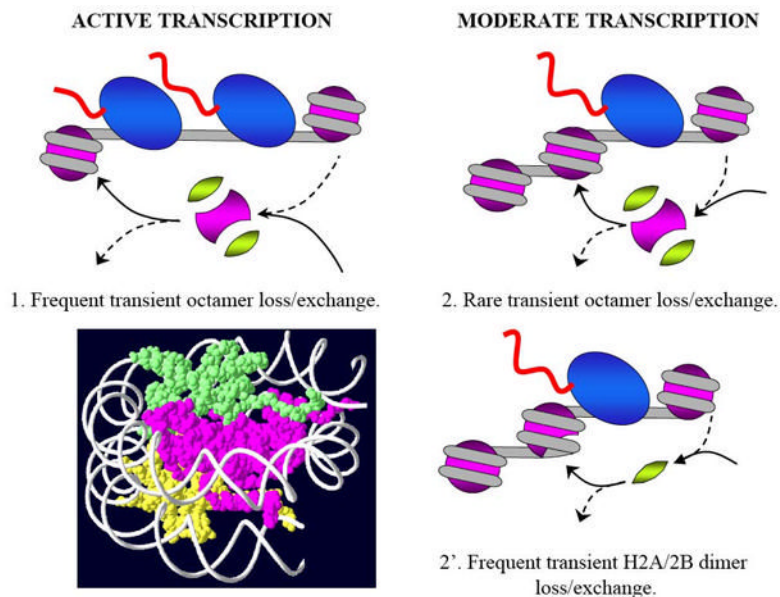 ACTIVE TRANSCRIPTION
MODERATE TRANSCRIPTION
1. Frequent transient octamer loss/exchange.
2. Rare transient octamer loss/exchange.
2'. Frequent transient H2A/2B dimer
loss/exchange.